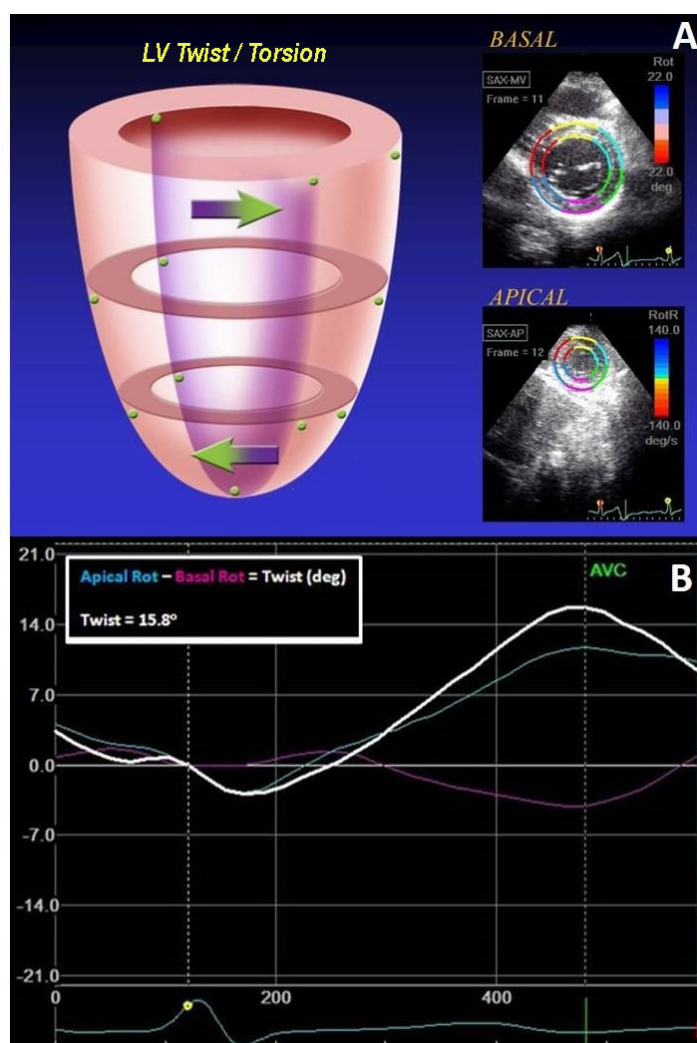 LV Twist / Torsion
A
BASAL
SAX-MV
Frame = 11
Rot
22.0
-22.0
deg
APICAL
SAX-AP
Frame = 12
RotR
140.0
-140.0
deg/s
B
AVC
Apical Rot – Basal Rot = Twist (deg)
Twist = 15.8º
21.0
14.0
7.0
0.0
-7.0
-14.0
-21.0
0
200
400